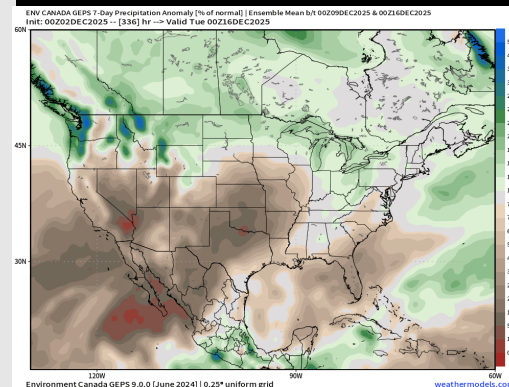 ENV CANADA GEPS 7-Day Precipitation Anomaly [% of normal] | Ensemble Mean b/t 00Z09DEC2025 & 00Z16DEC2025
Init: 00Z02DEC2025 -- [336] hr --> Valid Tue 00Z16DEC2025
60N
45N
30N
120W
90W
60W
Environment Canada GEPS 9.0.0 [June 2024] | 0.25° uniform grid